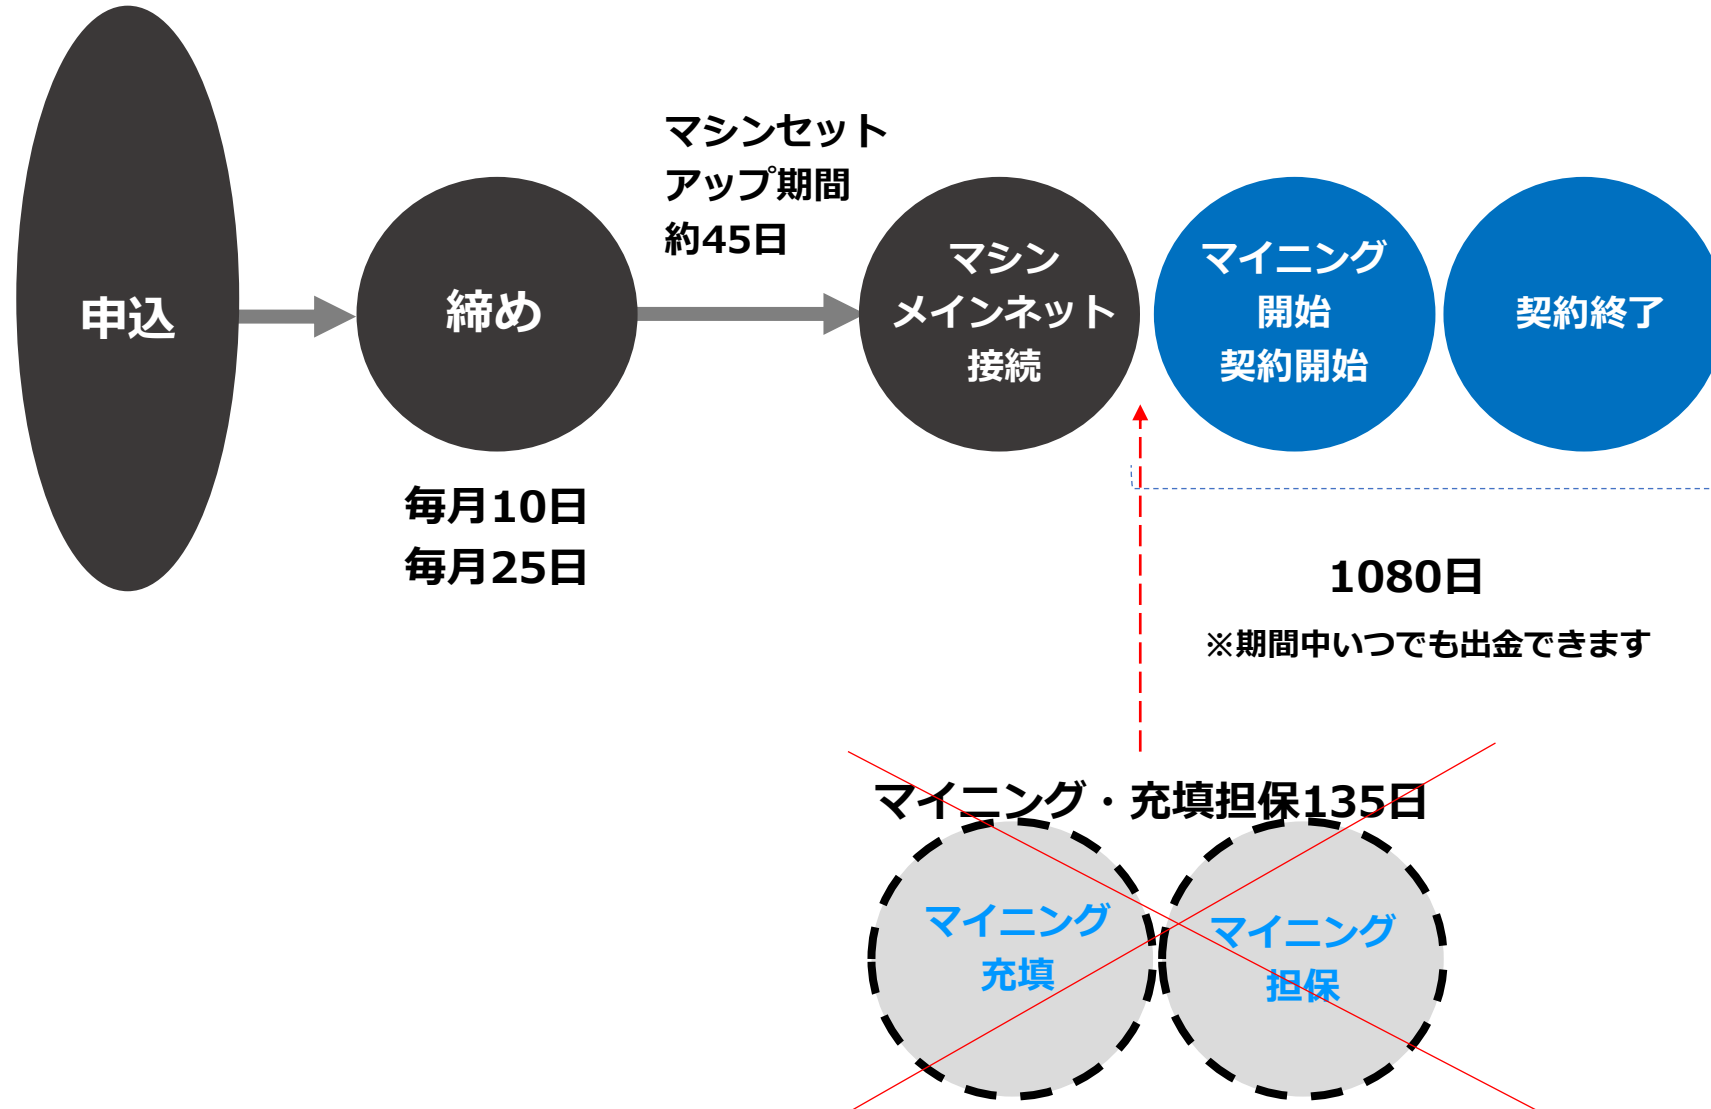 申込
締め
毎月10日
毎月25日
マシンセット
アップ期間
約45日
マシン
メインネット
接続
マイニング
開始
契約開始
契約終了
1080日
※期間中いつでも出金できます
マイニング・充填担保135日
マイニング
充填
マイニング
担保